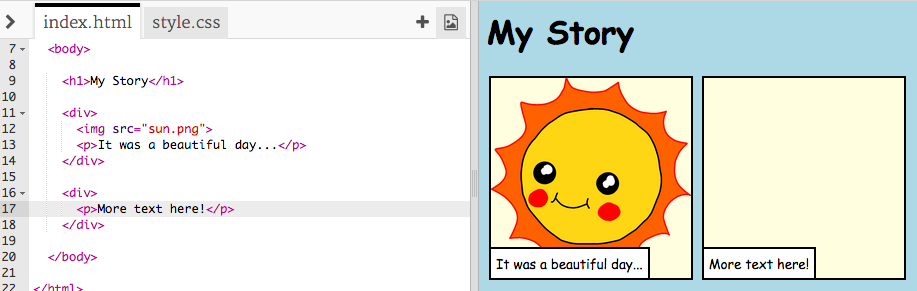 index.html style.css
7 <body>
8
9 <h1>My Story</h1>
10
11 <div>
12 <img src="sun.png">
13 <p>It was a beautiful day...</p>
14 </div>
15
16 <div>
17 <p>More text here!</p>
18 </div>
19
20 </body>
21
22 </html>
My Story
It was a beautiful day...
More text here!